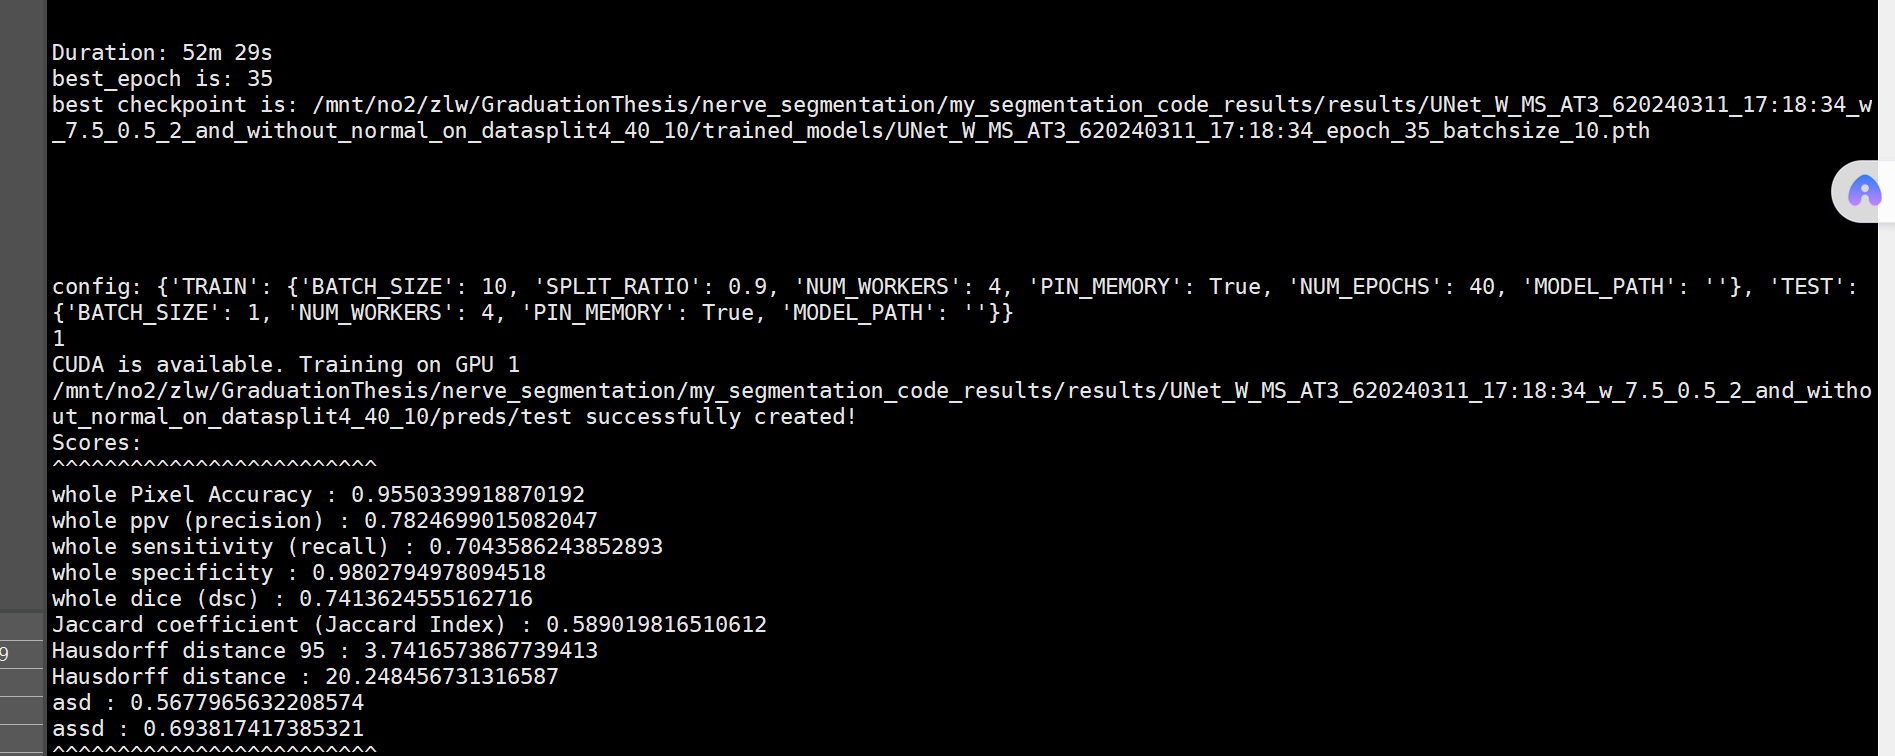 Duration: 52m 29s
best_epoch is: 35
best checkpoint is: /mnt/no2/zlw/GraduationThesis/nerve_segmentation/my_segmentation_code_results/results/UNet_W_MS_AT3_620240311_17:18:34_w
_7.5_0.5_2_and_without_normal_on_datasplit4_40_10/trained_models/UNet_W_MS_AT3_620240311_17:18:34_epoch_35_batchsize_10.pth
config: {'TRAIN': {'BATCH_SIZE': 10, 'SPLIT_RATIO': 0.9, 'NUM_WORKERS': 4, 'PIN_MEMORY': True, 'NUM_EPOCHS': 40, 'MODEL_PATH': ''}, 'TEST':
{'BATCH_SIZE': 1, 'NUM_WORKERS': 4, 'PIN_MEMORY': True, 'MODEL_PATH': ''}}
1
CUDA is available. Training on GPU 1
/mnt/no2/zlw/GraduationThesis/nerve_segmentation/my_segmentation_code_results/results/UNet_W_MS_AT3_620240311_17:18:34_w_7.5_0.5_2_and_witho
ut_normal_on_datasplit4_40_10/preds/test successfully created!
Scores:
^^^^^^^^^^^^^^^^^^^^^^^^^
whole Pixel Accuracy : 0.9550339918870192
whole ppv (precision) : 0.7824699015082047
whole sensitivity (recall) : 0.7043586243852893
whole specificity : 0.9802794978094518
whole dice (dsc) : 0.7413624555162716
Jaccard coefficient (Jaccard Index) : 0.589019816510612
Hausdorff distance 95 : 3.7416573867739413
9
Hausdorff distance : 20.248456731316587
asd : 0.5677965632208574
assd : 0.693817417385321
^^^^^^^^^^^^^^^^^^^^^^^^^